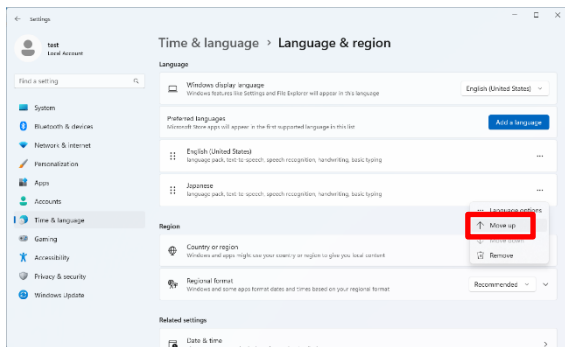 Settings
test
Local Account
Find a setting
System
Bluetooth & devices
Network & internet
Personalization
Apps
Accounts
Time & language
Gaming
Accessibility
Privacy & security
Windows Update
Time & language > Language & region
Language
Windows display language
Windows features like Settings and File Explorer will appear in this language
English (United States)
Preferred languages
Microsoft Store apps will appear in the first supported language in this list
Add a language
English (United States)
language pack, text-to-speech, speech recognition, handwriting, basic typing
Japanese
language pack, text-to-speech, speech recognition, handwriting, basic typing
Language options
Move up
Remove
Region
Country or region
Windows and apps might use your country or region to give you local content
Regional format
Windows and some apps format dates and times based on your regional format
Recommended
Related settings
Date & time